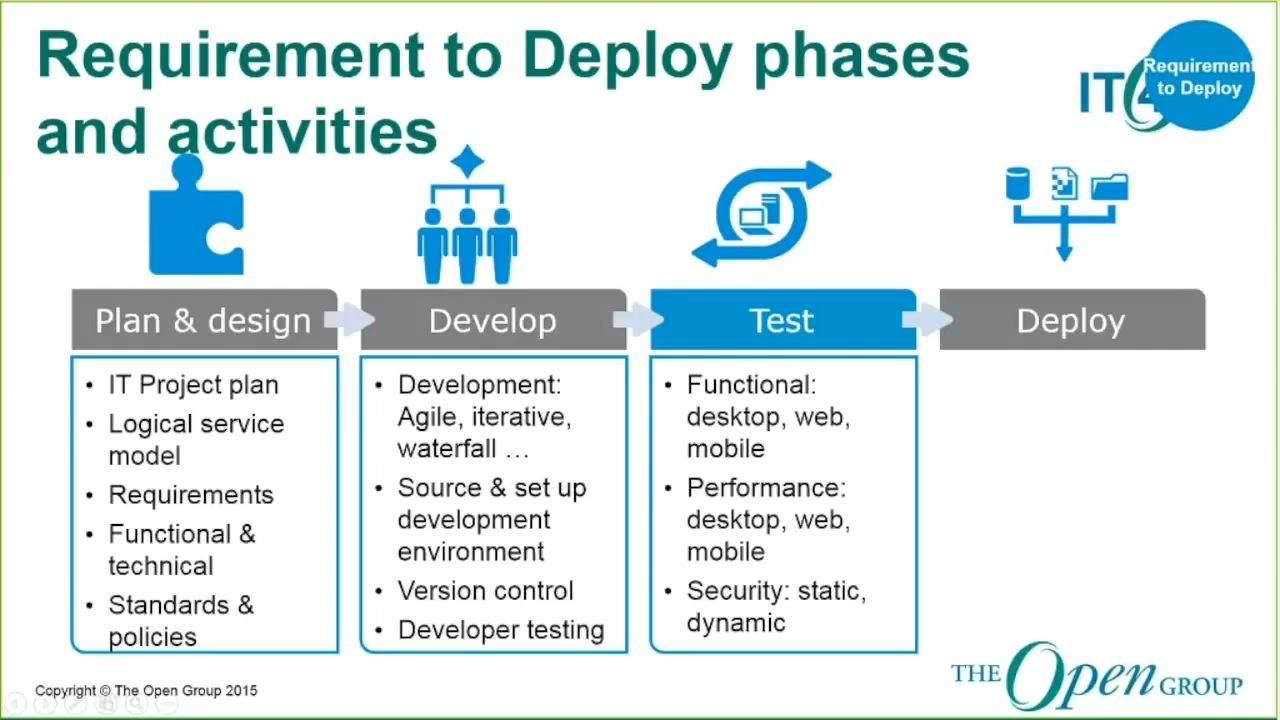 Requirement to Deploy phases
and activities
IT4
Requirement
to Deploy
Plan & design
Develop
Test
Deploy
• IT Project plan
• Logical service
model
• Requirements
• Functional &
technical
• Standards &
policies
• Development:
Agile, iterative,
waterfall …
• Source & set up
development
environment
• Version control
• Developer testing
• Functional:
desktop, web,
mobile
• Performance:
desktop, web,
mobile
• Security: static,
dynamic
Copyright © The Open Group 2015
THE Open GROUP